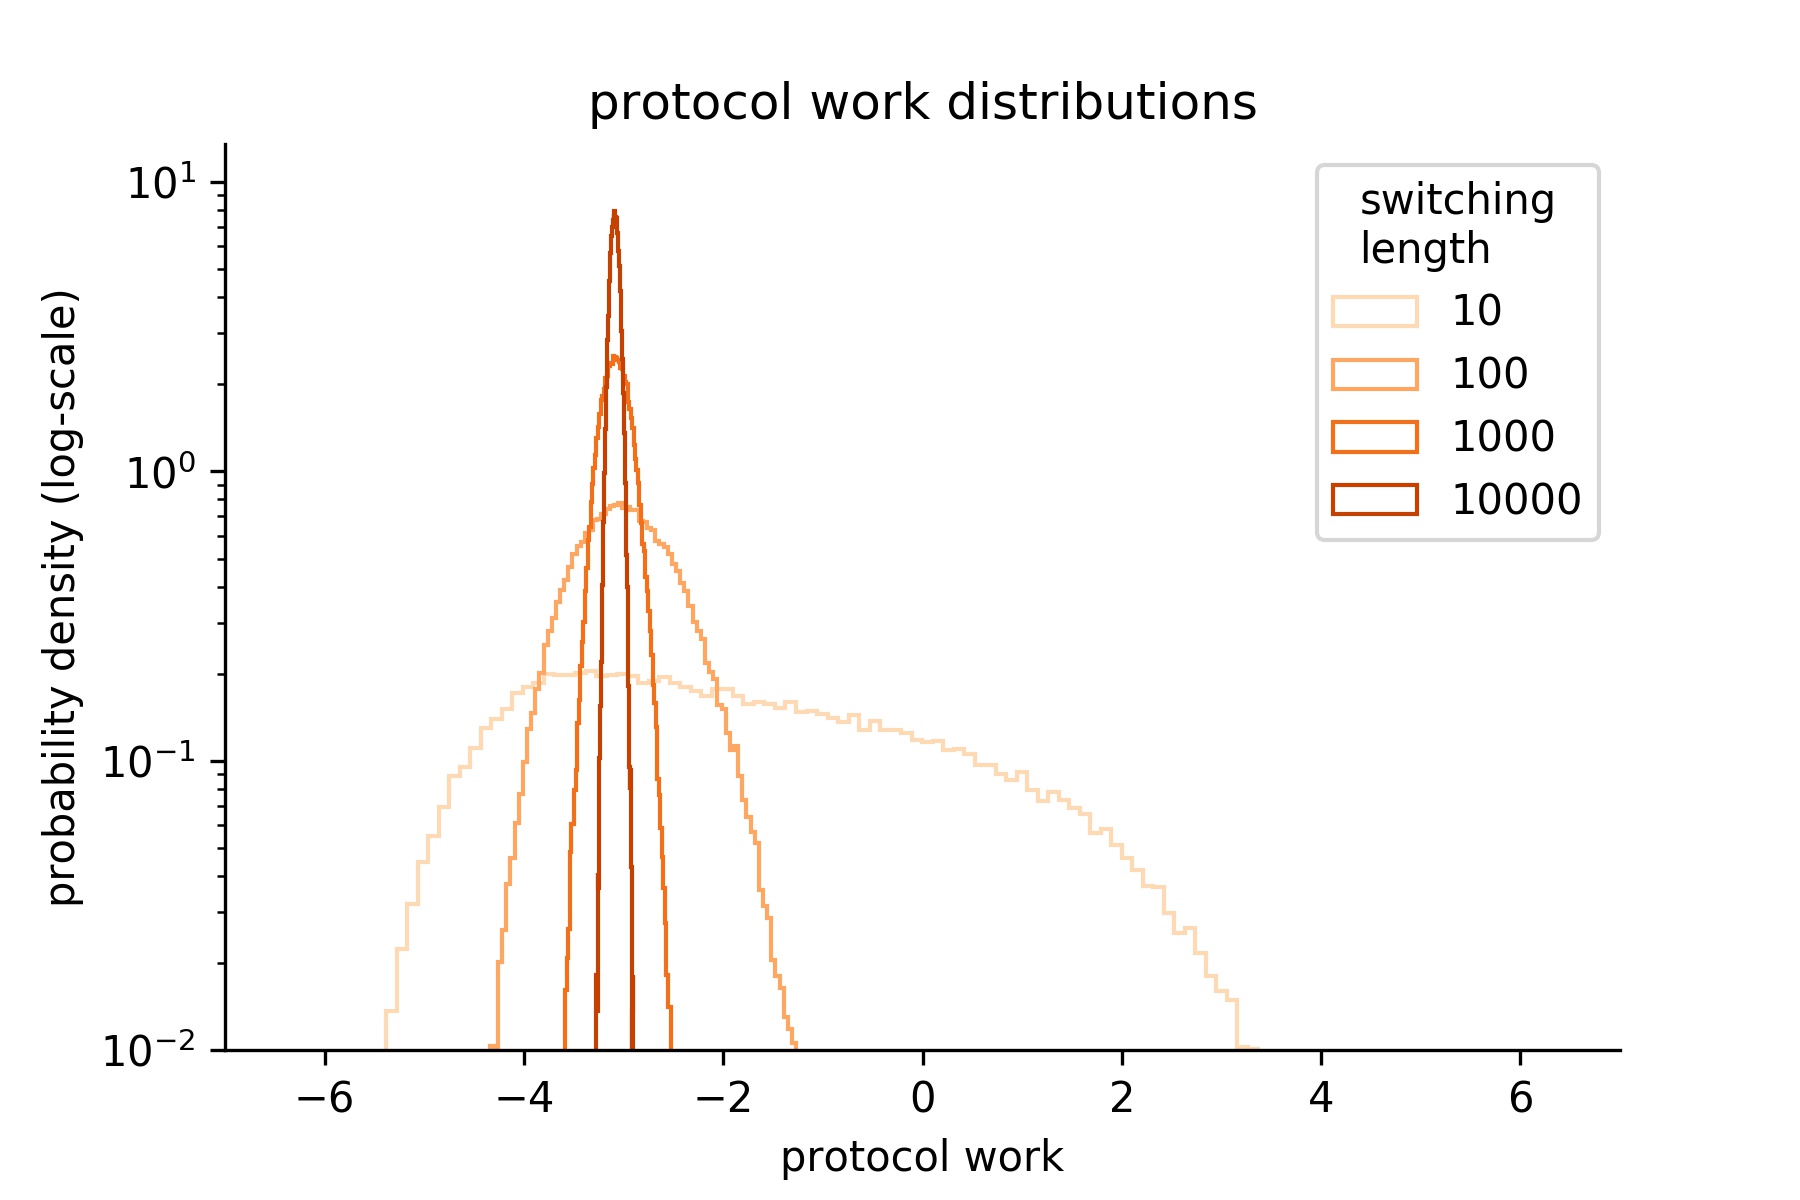 protocol work distributions
probability density (log-scale)
10¹
10⁰
10⁻¹
10⁻²
switching
length
10
100
1000
10000
−6 −4 −2 0 2 4 6
protocol work